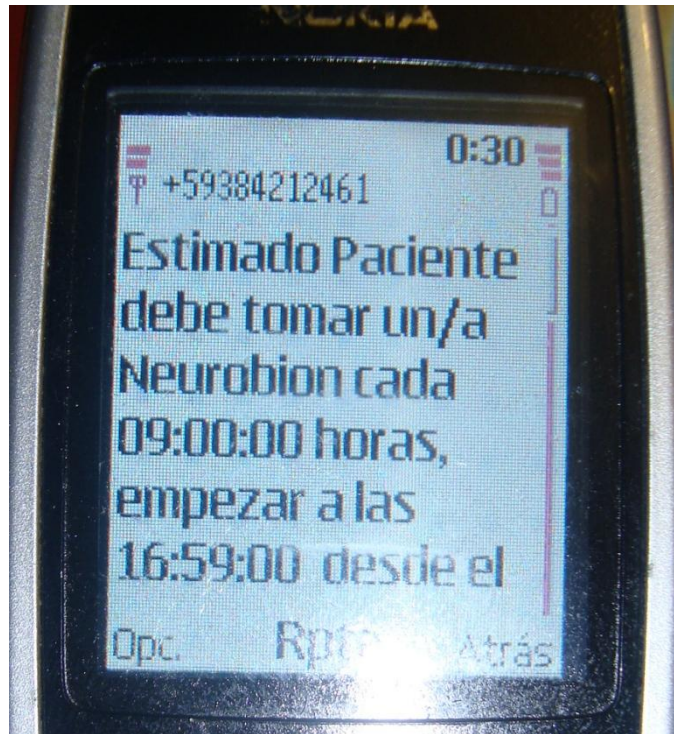 NOKIA
0:30
+59384212461
Estimado Paciente
debe tomar un/a
Neurobion cada
09:00:00 horas,
empezar a las
16:59:00 desde el
Opc. Atrás